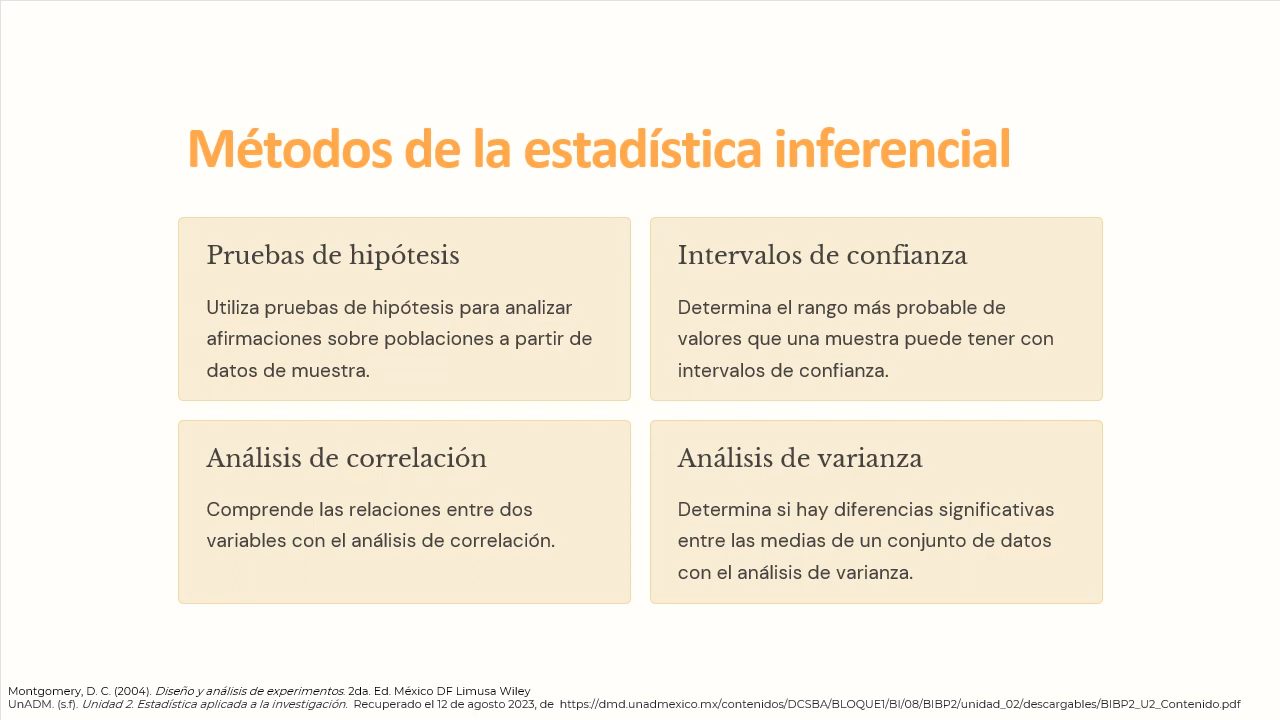 Métodos de la estadística inferencial
Pruebas de hipótesis
Utiliza pruebas de hipótesis para analizar
afirmaciones sobre poblaciones a partir de
datos de muestra.
Intervalos de confianza
Determina el rango más probable de
valores que una muestra puede tener con
intervalos de confianza.
Análisis de correlación
Comprende las relaciones entre dos
variables con el análisis de correlación.
Análisis de varianza
Determina si hay diferencias significativas
entre las medias de un conjunto de datos
con el análisis de varianza.
Montgomery, D. C. (2004). Diseño y análisis de experimentos. 2da. Ed. México DF Limusa Wiley
UnADM. (s.f). Unidad 2. Estadística aplicada a la investigación. Recuperado el 12 de agosto 2023, de https://dmd.unadmexico.mx/contenidos/DCSBA/BLOQUE1/BI/08/BIBP2/unidad_02/descargables/BIBP2_U2_Contenido.pdf